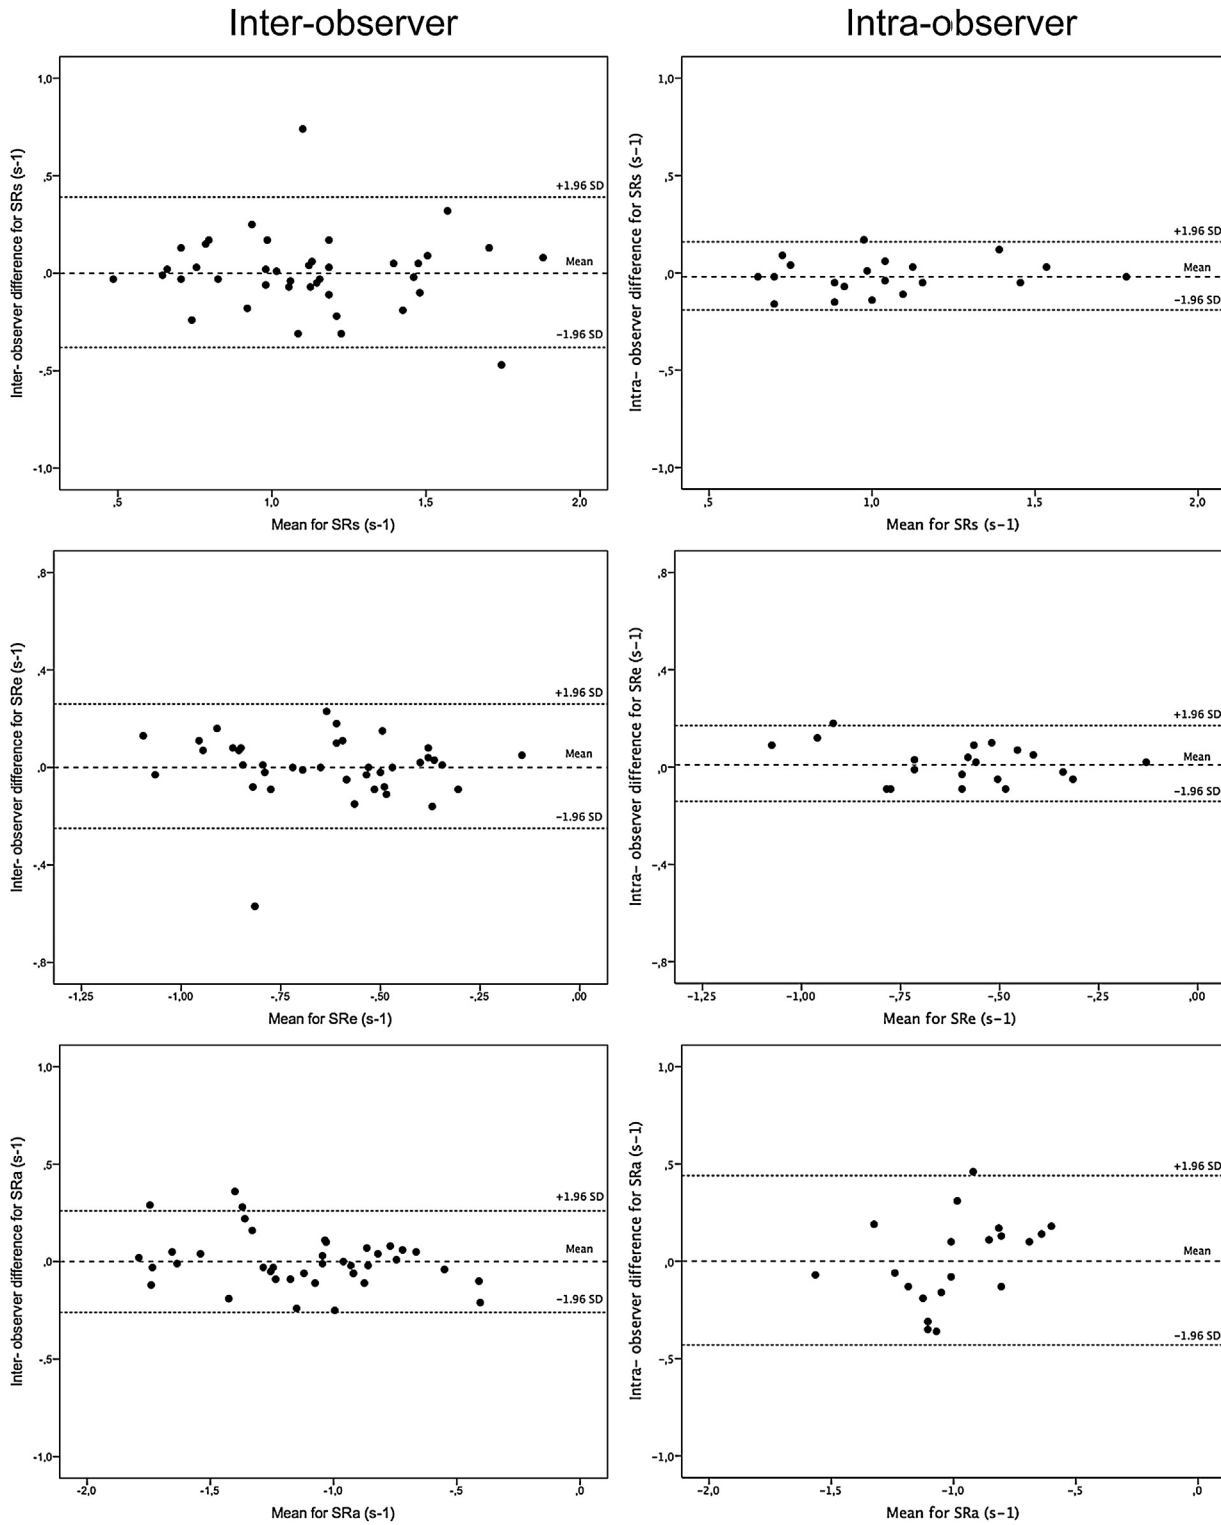 Inter-observer
Intra-observer
Inter- observer difference for SRs (s-1)
1,0
,5
,0
-,5
-1,0
+1.96 SD
Mean
−1.96 SD
,5
1,0
1,5
2,0
Mean for SRs (s-1)
Intra− observer difference for SRs (s−1)
1,0
,5
,0
−,5
−1,0
+1.96 SD
Mean
−1.96 SD
,5
1,0
1,5
2,0
Mean for SRs (s−1)
Inter- observer difference for SRe (s-1)
,8
,4
,0
-,4
-,8
+1.96 SD
Mean
−1.96 SD
-1,25
-1,00
-,75
-,50
-,25
,00
Mean for SRe (s-1)
Intra− observer difference for SRe (s−1)
,8
,4
,0
−,4
−,8
+1.96 SD
Mean
−1.96 SD
−1,25
−1,00
−,75
−,50
−,25
,00
Mean for SRe (s−1)
Inter- observer difference for SRa (s-1)
1,0
,5
,0
-,5
-1,0
+1.96 SD
Mean
−1.96 SD
-2,0
-1,5
-1,0
-,5
,0
Mean for SRa (s-1)
Intra− observer difference for SRa (s−1)
1,0
,5
,0
−,5
−1,0
+1.96 SD
Mean
−1.96 SD
−2,0
−1,5
−1,0
−,5
,0
Mean for SRa (s−1)